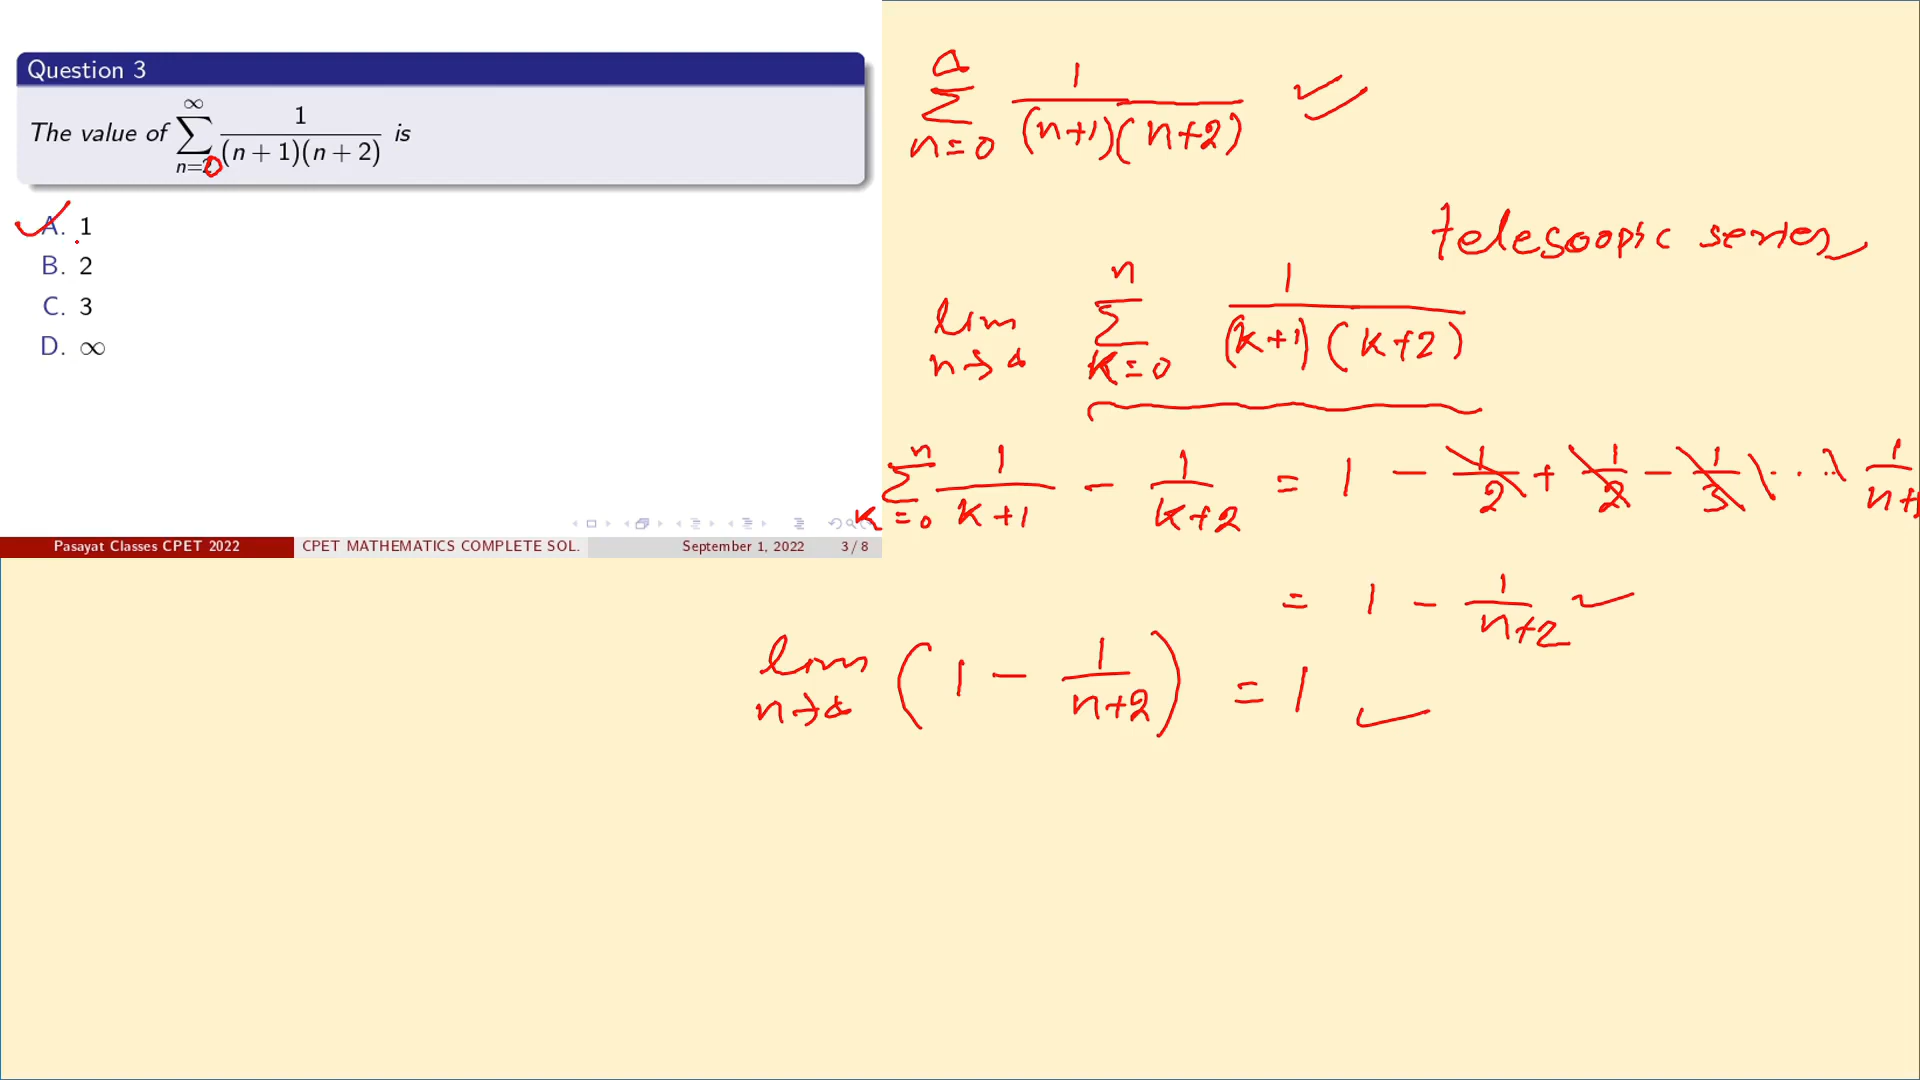 Question 3
The value of ∑_{n=2}^{∞} 1/((n + 1)(n + 2)) is
0
A. 1
B. 2
C. 3
D. ∞
Pasayat Classes CPET 2022 CPET MATHEMATICS COMPLETE SOL. September 1, 2022 3 / 8
∑_{n=0}^{∞} 1/((n+1)(n+2))
telescopic series
lim_{n→∞} ∑_{k=0}^{n} 1/((k+1)(k+2))
∑_{k=0}^{n} 1/(k+1) - 1/(k+2) = 1 - 1/2 + 1/2 - 1/3 ... 1/(n+
= 1 - 1/(n+2)
lim_{n→∞} (1 - 1/(n+2)) = 1